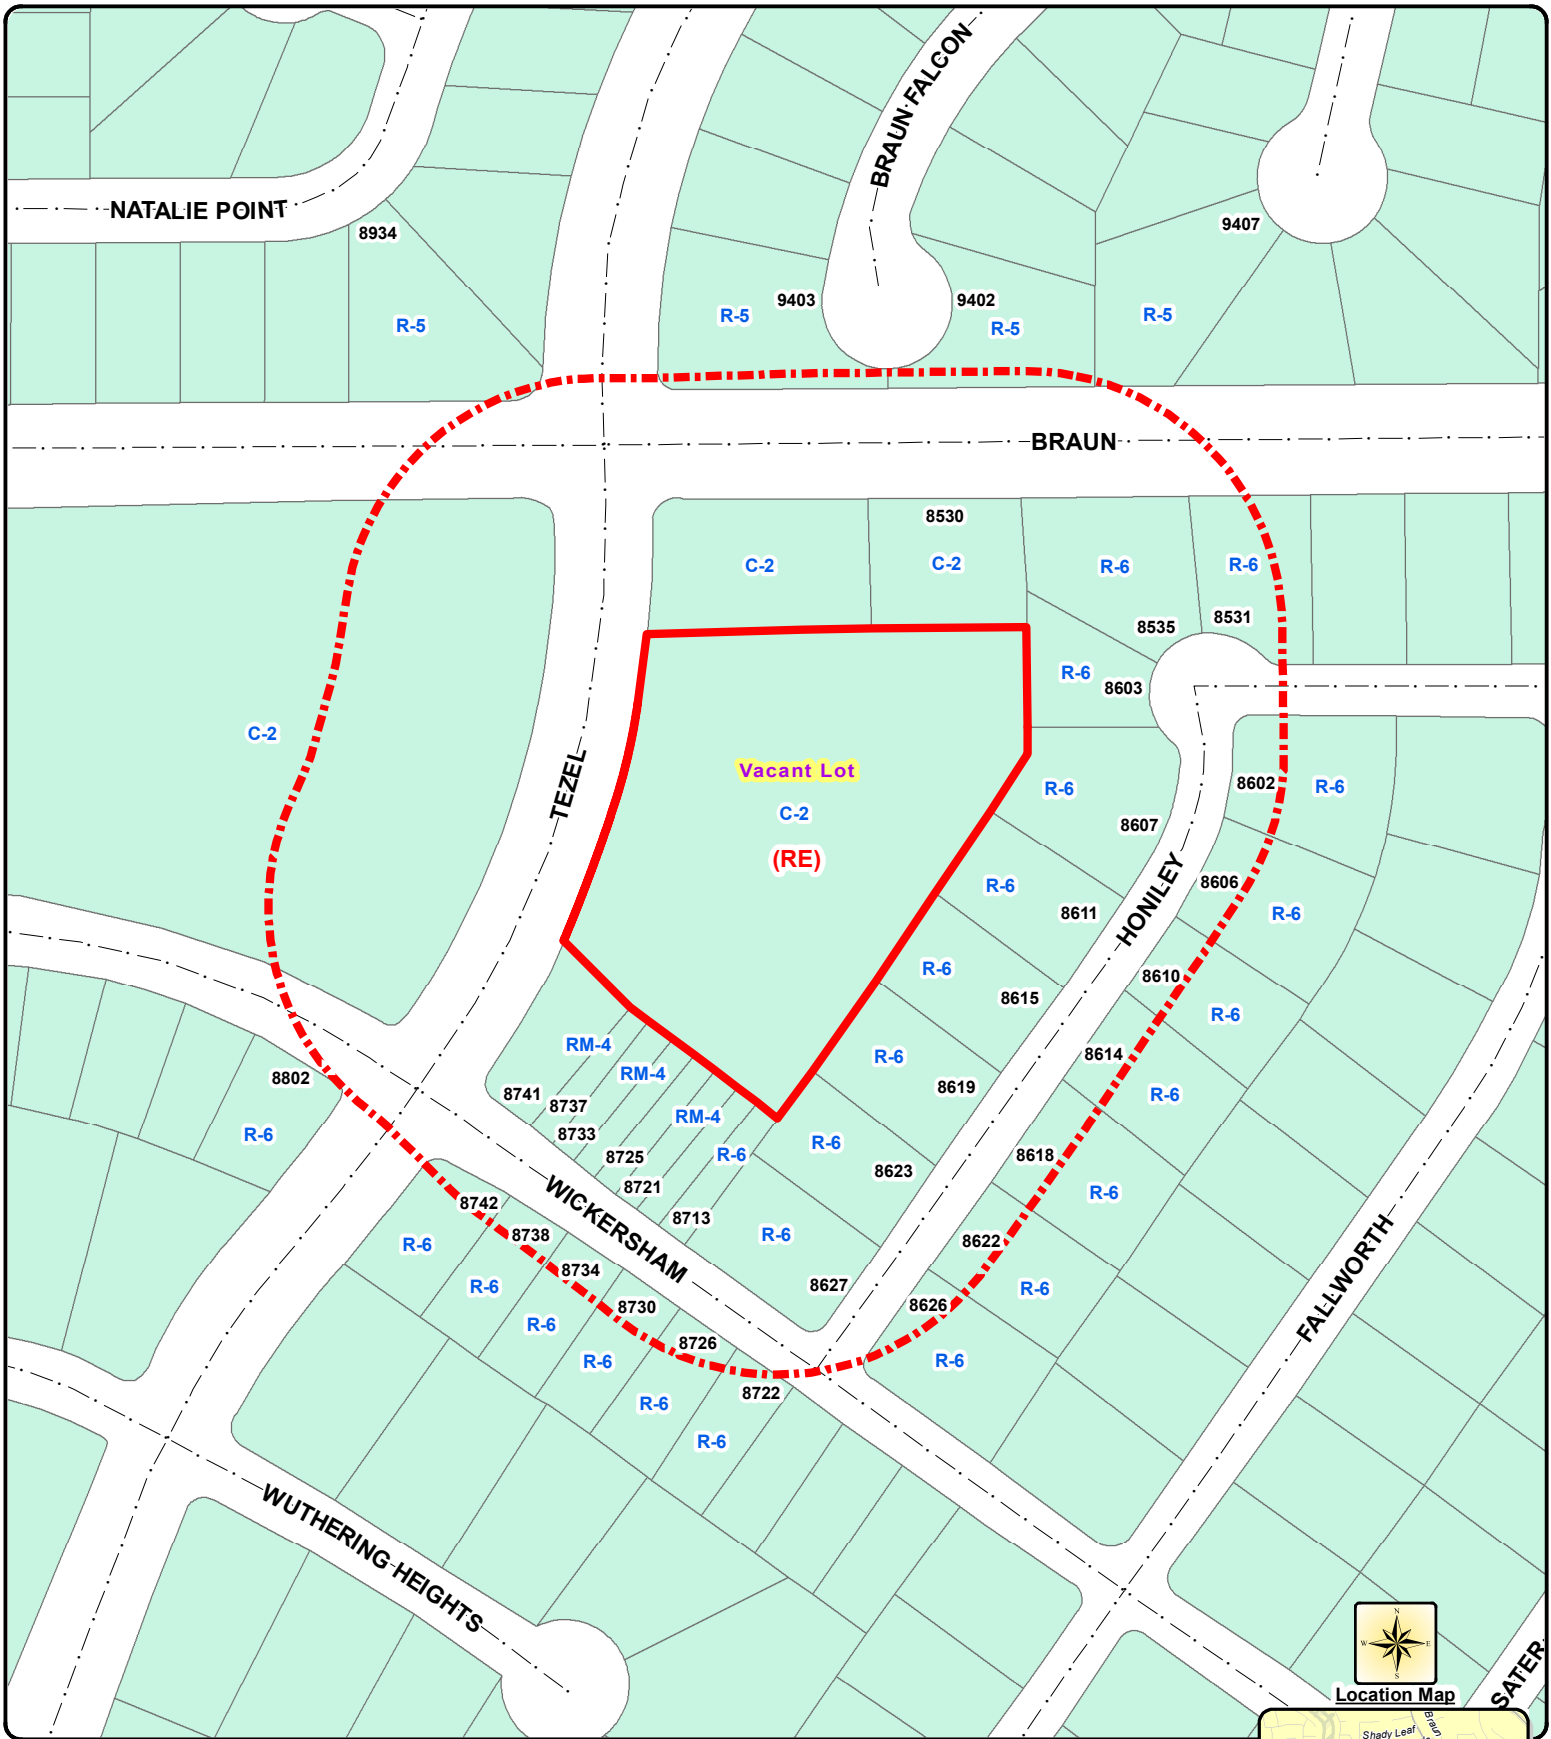 BRAUN FALCON
NATALIE POINT
8934
9407
9403
9402
R-5
R-5
R-5
R-5
BRAUN
8530
C-2
C-2
R-6
R-6
8535
8531
R-6
8603
C-2
TEZEL
Vacant Lot
C-2
(RE)
R-6
8602
R-6
8607
HONILEY
R-6
8606
8611
R-6
R-6
8610
8615
R-6
RM-4
R-6
8614
RM-4
8802
8741
8737
8619
R-6
RM-4
8733
R-6
R-6
R-6
8725
8618
8721
8623
R-6
WICKERSHAM
8742
8713
8738
R-6
R-6
8622
8734
FALLWORTH
R-6
8627
R-6
8730
8626
R-6
8726
R-6
R-6
8722
R-6
R-6
WUTHERING HEIGHTS
N
W
E
S
SATER
Location Map
Shady Leaf
Braun